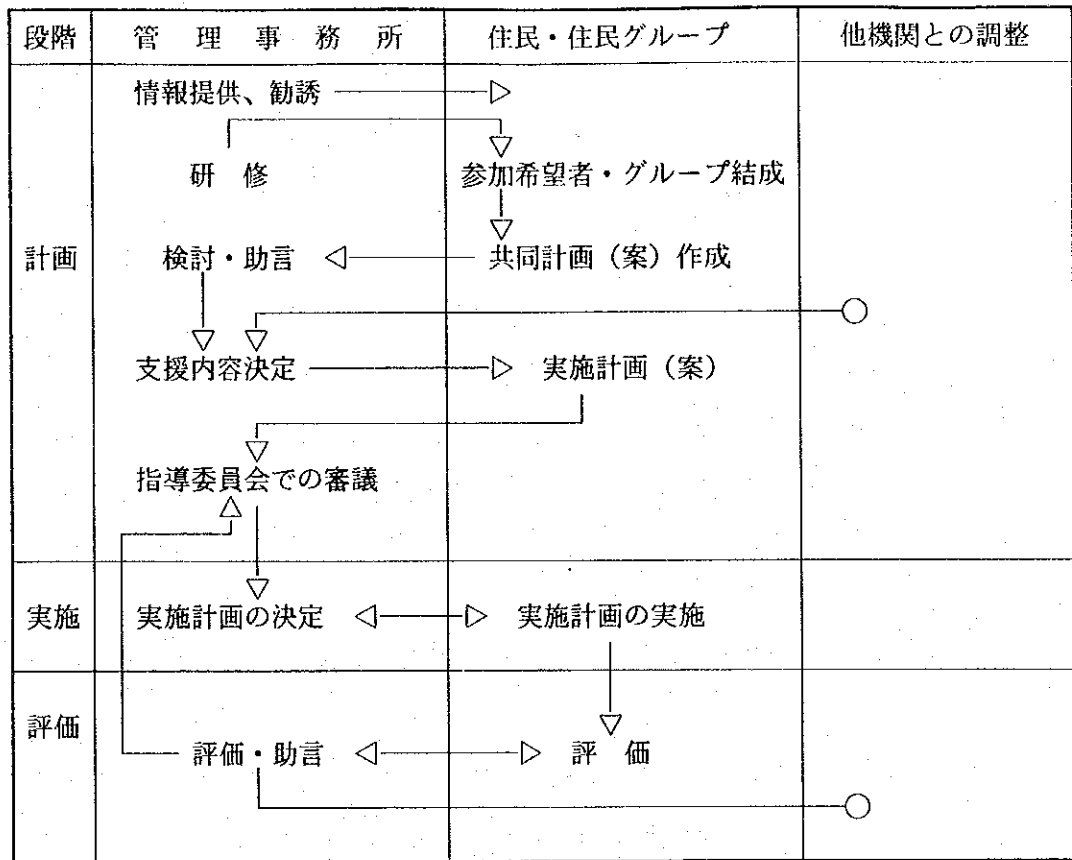 段階 管理事務所 住民・住民グループ 他機関との調整
情報提供、勧誘
研修 参加希望者・グループ結成
計画 検討・助言 共同計画（案）作成
支援内容決定 実施計画（案）
指導委員会での審議
実施 実施計画の決定 実施計画の実施
評価
評価・助言 評価